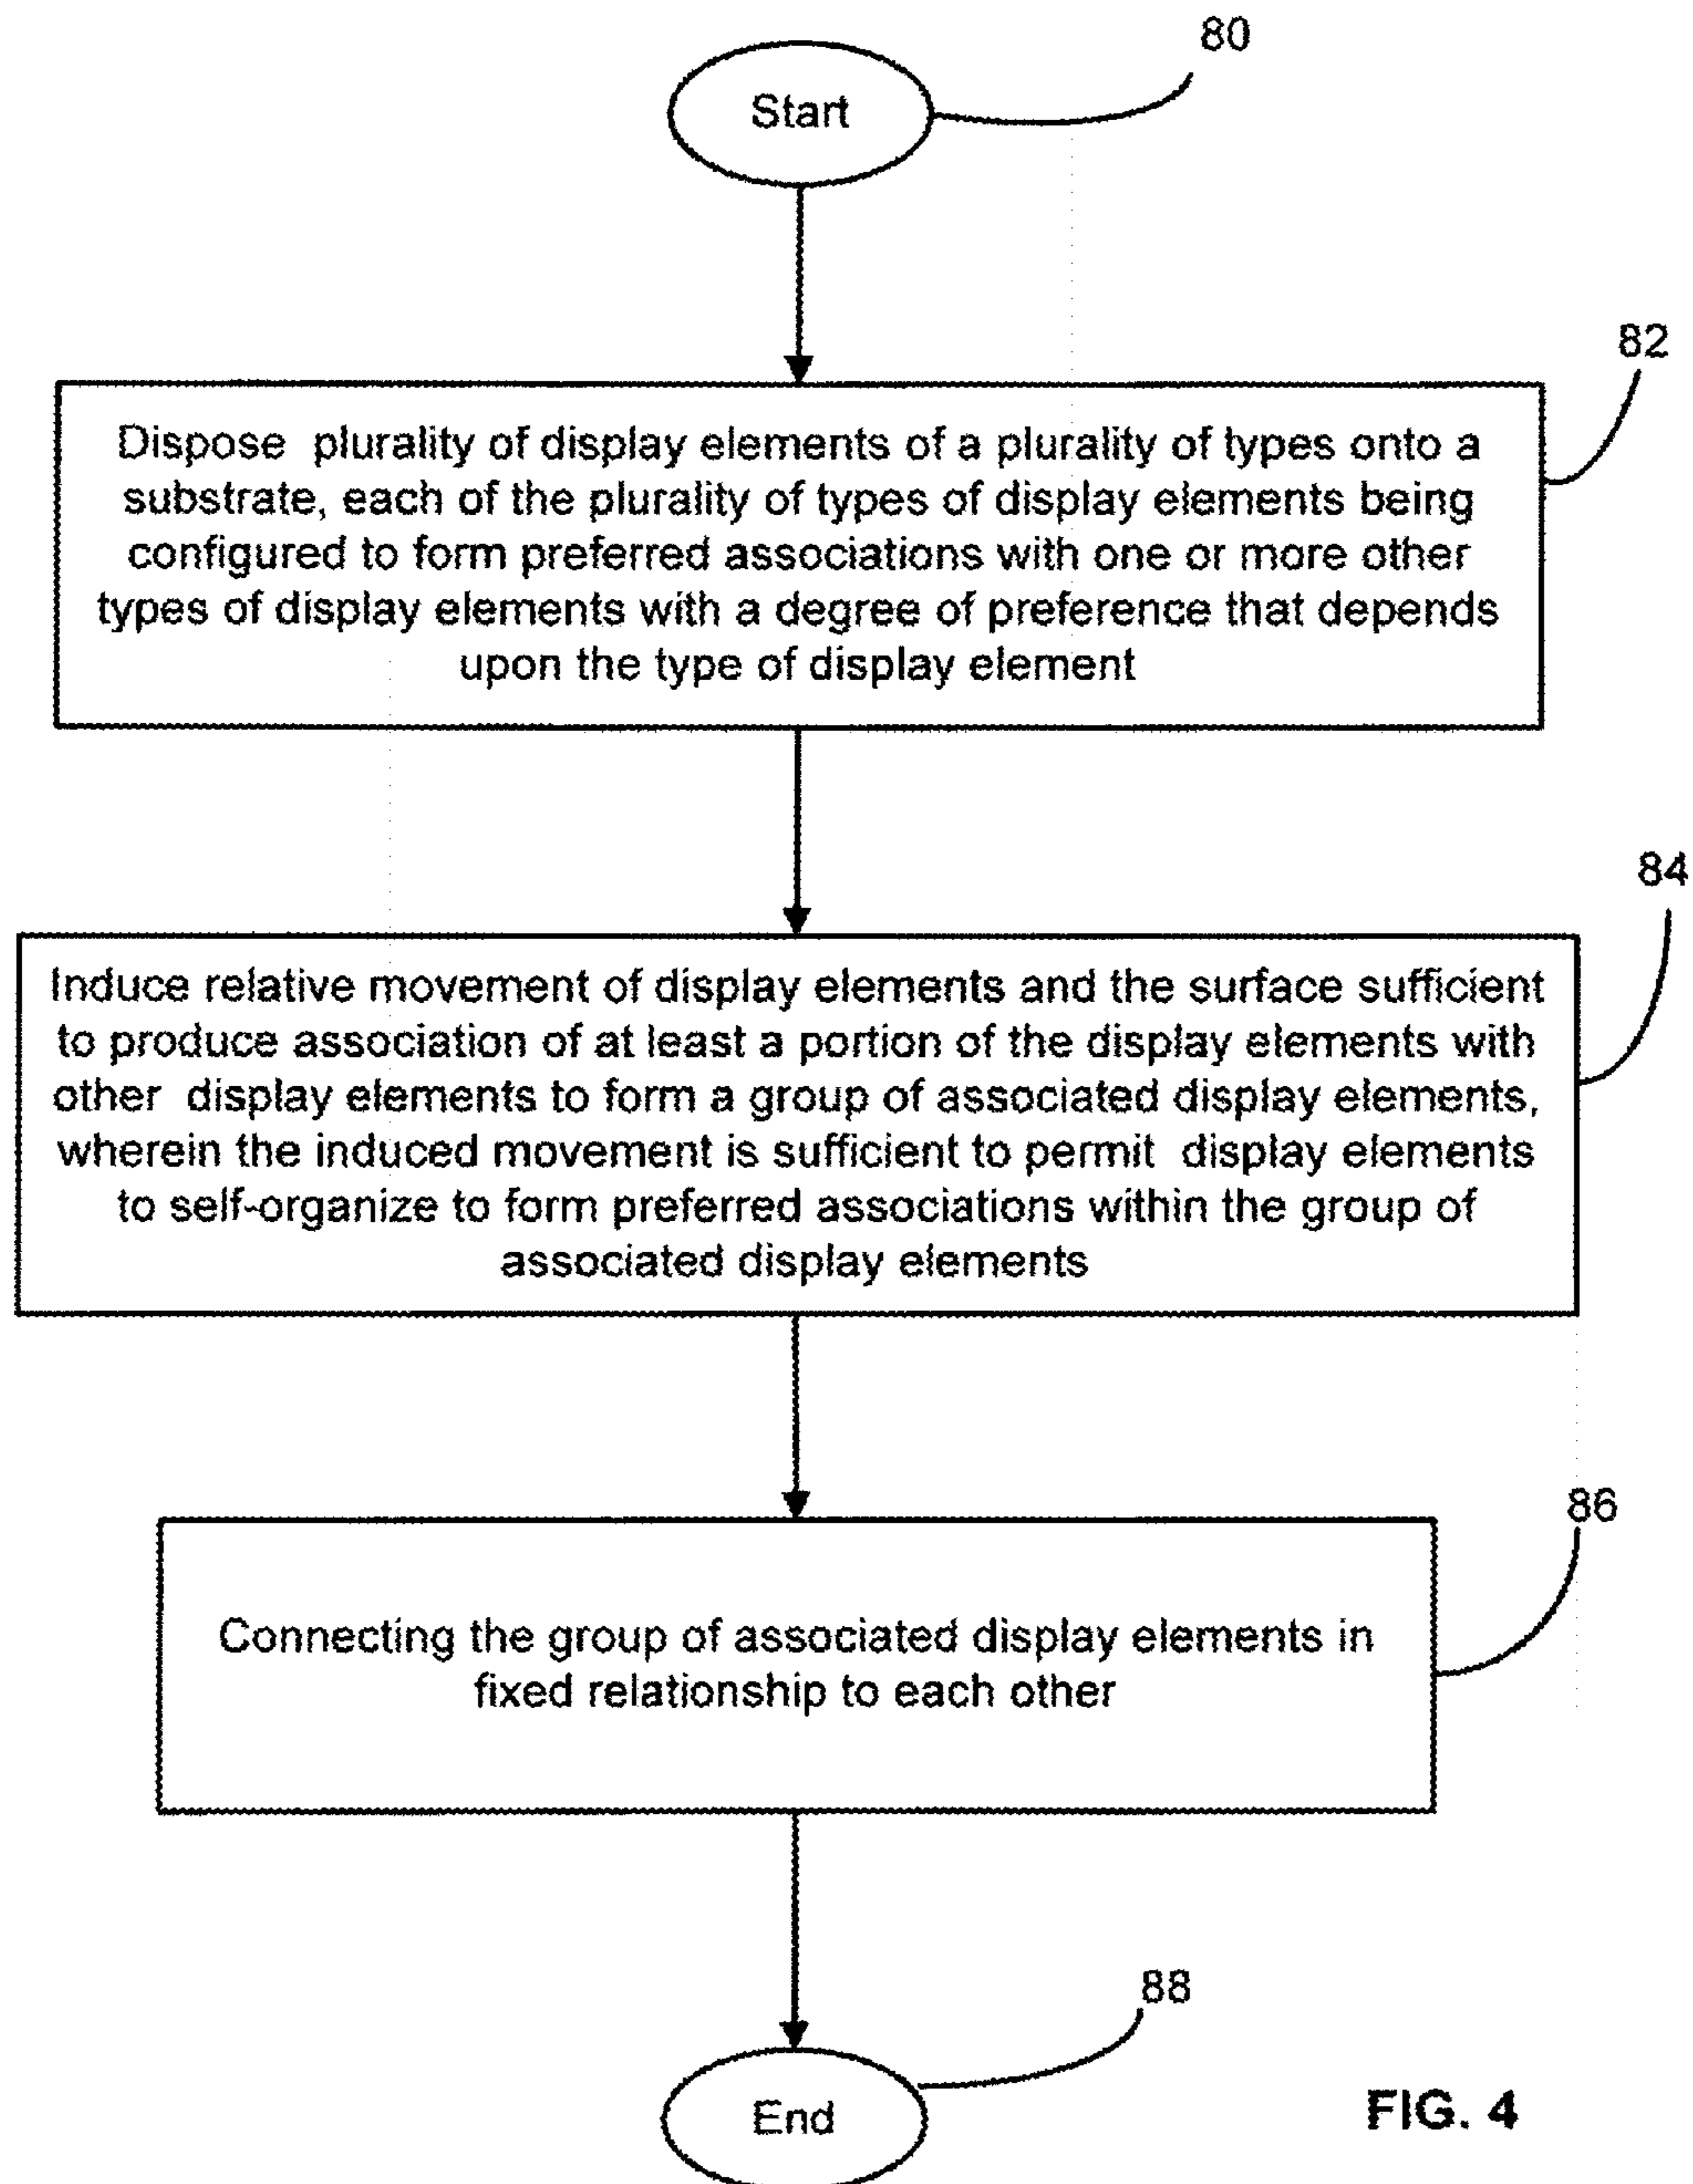 80
Start
82
Dispose plurality of display elements of a plurality of types onto a
substrate, each of the plurality of types of display elements being
configured to form preferred associations with one or more other
types of display elements with a degree of preference that depends
upon the type of display element
84
Induce relative movement of display elements and the surface sufficient
to produce association of at least a portion of the display elements with
other display elements to form a group of associated display elements,
wherein the induced movement is sufficient to permit display elements
to self-organize to form preferred associations within the group of
associated display elements
86
Connecting the group of associated display elements in
fixed relationship to each other
88
End
FIG. 4